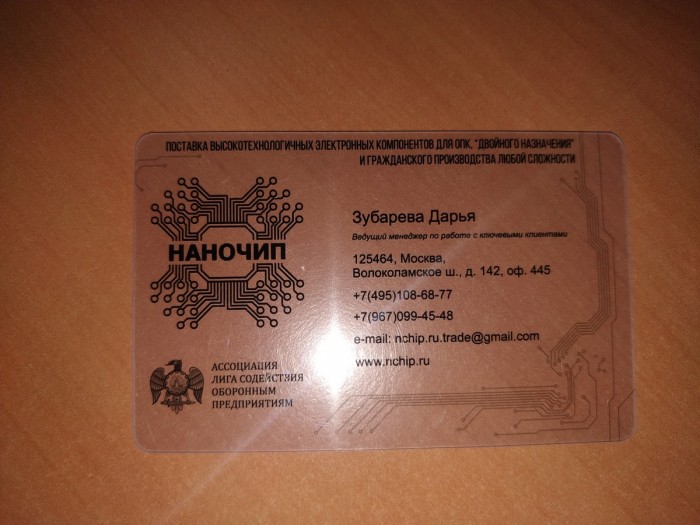 ПОСТАВКА ВЫСОКОТЕХНОЛОГИЧНЫХ ЭЛЕКТРОННЫХ КОМПОНЕНТОВ ДЛЯ ОПК, "ДВОЙНОГО НАЗНАЧЕНИЯ"
И ГРАЖДАНСКОГО ПРОИЗВОДСТВА ЛЮБОЙ СЛОЖНОСТИ
НАНОЧИП
Зубарева Дарья
Ведущий менеджер по работе с ключевыми клиентами
125464, Москва,
Волоколамское ш., д. 142, оф. 445
+7(495)108-68-77
+7(967)099-45-48
e-mail: nchip.ru.trade@gmail.com
www.nchip.ru
АССОЦИАЦИЯ
ЛИГА СОДЕЙСТВИЯ
ОБОРОННЫМ
ПРЕДПРИЯТИЯМ